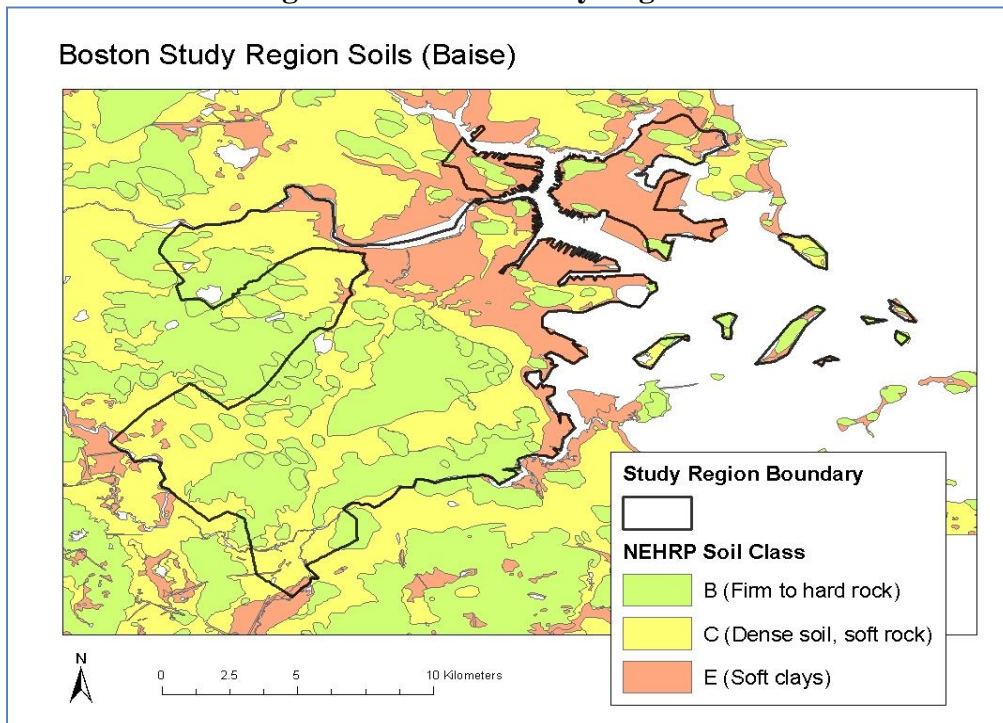 Boston Study Region Soils (Baise)
Study Region Boundary
NEHRP Soil Class
B (Firm to hard rock)
C (Dense soil, soft rock)
E (Soft clays)
N
0 2.5 5 10 Kilometers